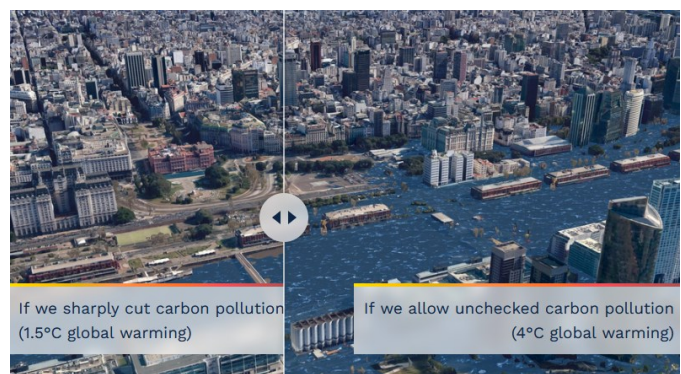 If we sharply cut carbon pollution
(1.5°C global warming)
If we allow unchecked carbon pollution
(4°C global warming)